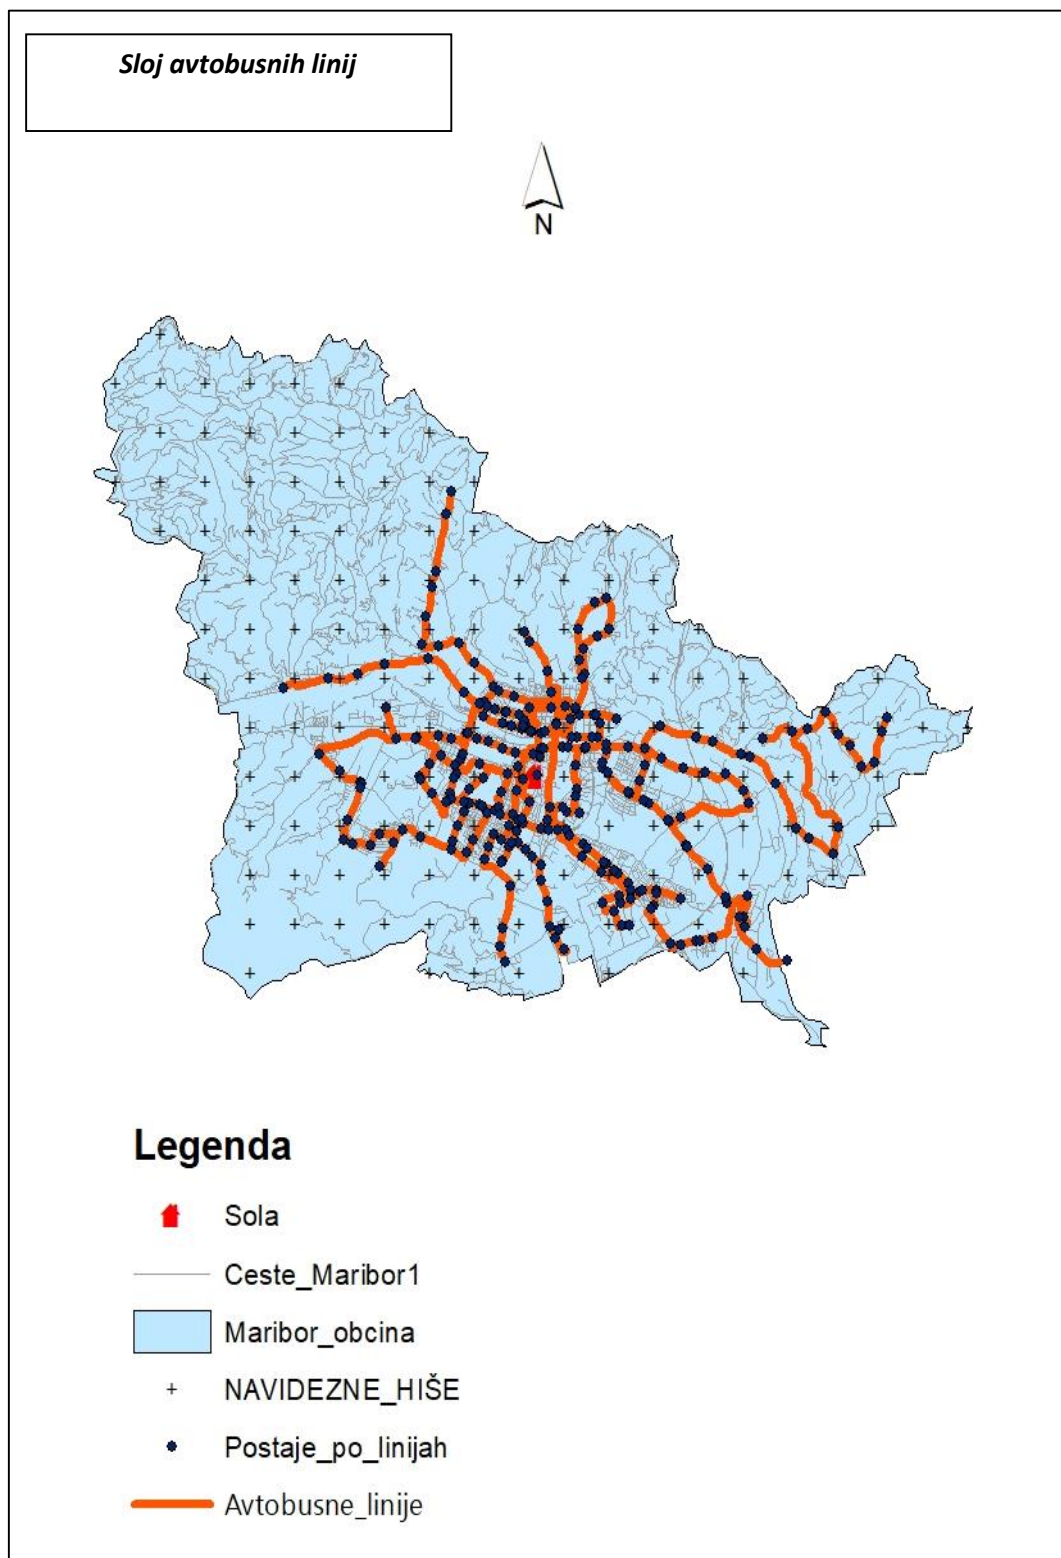 Sloj avtobusnih linij
N
Legenda
Sola
Ceste_Maribor1
Maribor_obcina
NAVIDEZNE_HIŠE
Postaje_po_linijah
Avtobusne_linije